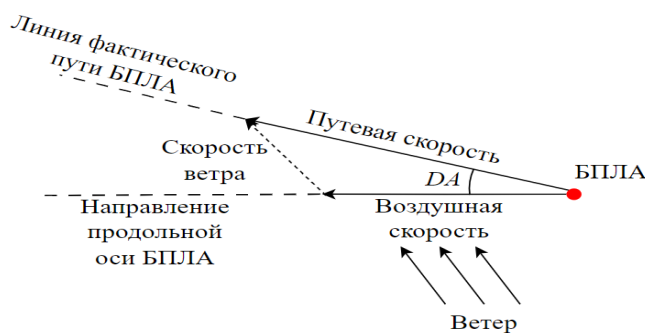 Линия фактического
пути БПЛА
Путевая скорость
Скорость
ветра
DA
БПЛА
Направление
продольной
оси БПЛА
Воздушная
скорость
Ветер